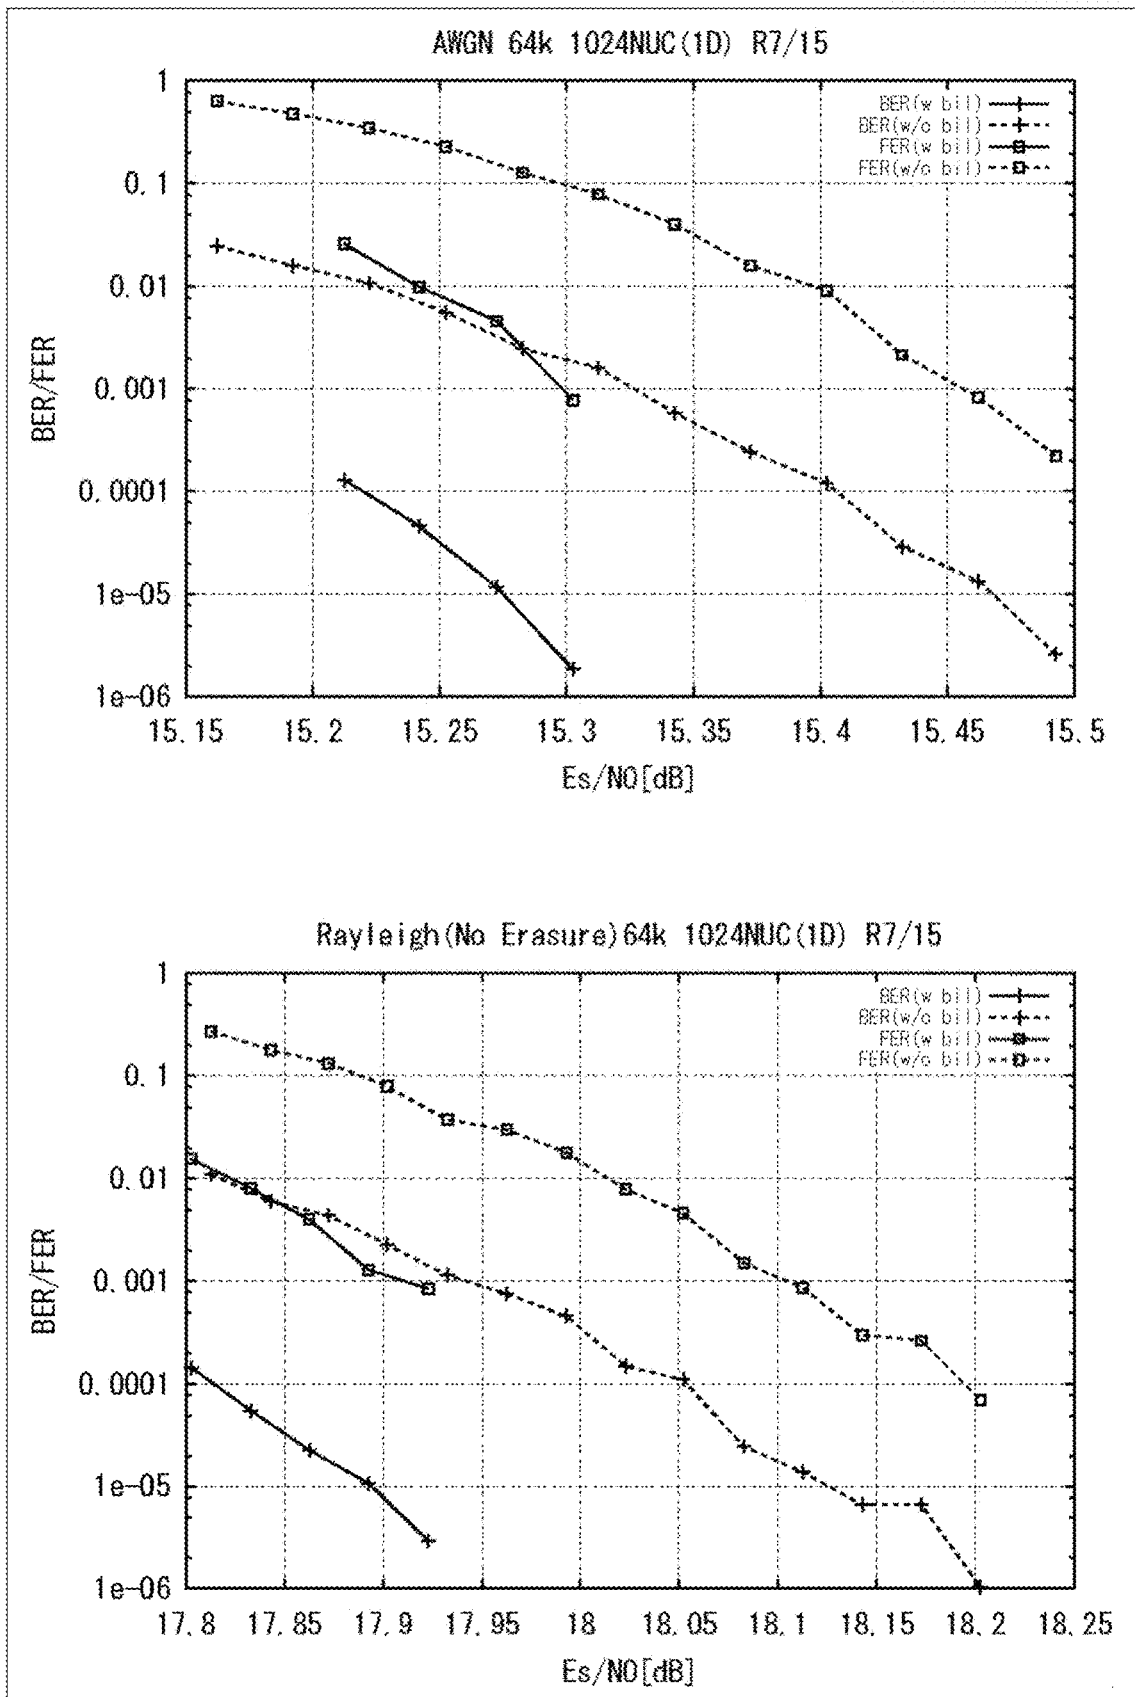 AWGN 64k 1024NUC(1D) R7/15
1
0.1
0.01
0.001
0.0001
1e-05
1e-06
BER/FER
BER(w bil)
BER(w/o bil)
FER(w bil)
FER(w/o bil)
15.15 15.2 15.25 15.3 15.35 15.4 15.45 15.5
Es/N0[dB]
Rayleigh(No Erasure)64k 1024NUC(1D) R7/15
1
0.1
0.01
0.001
0.0001
1e-05
1e-06
BER/FER
BER(w bil)
BER(w/o bil)
FER(w bil)
FER(w/o bil)
17.8 17.85 17.9 17.95 18 18.05 18.1 18.15 18.2 18.25
Es/N0[dB]